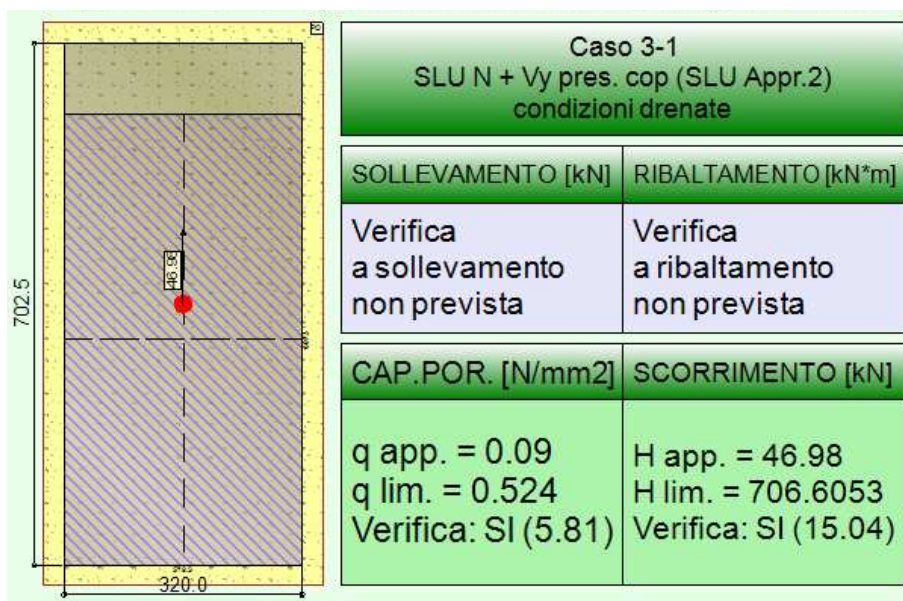 Caso 3-1
SLU N + Vy pres. cop (SLU Appr.2)
condizioni drenate
SOLLEVAMENTO [kN]
RIBALTAMENTO [kN*m]
Verifica
a sollevamento
non prevista
Verifica
a ribaltamento
non prevista
CAP.POR. [N/mm2]
SCORRIMENTO [kN]
q app. = 0.09
q lim. = 0.524
Verifica: SI (5.81)
H app. = 46.98
H lim. = 706.6053
Verifica: SI (15.04)
46.98
702.5
320.0